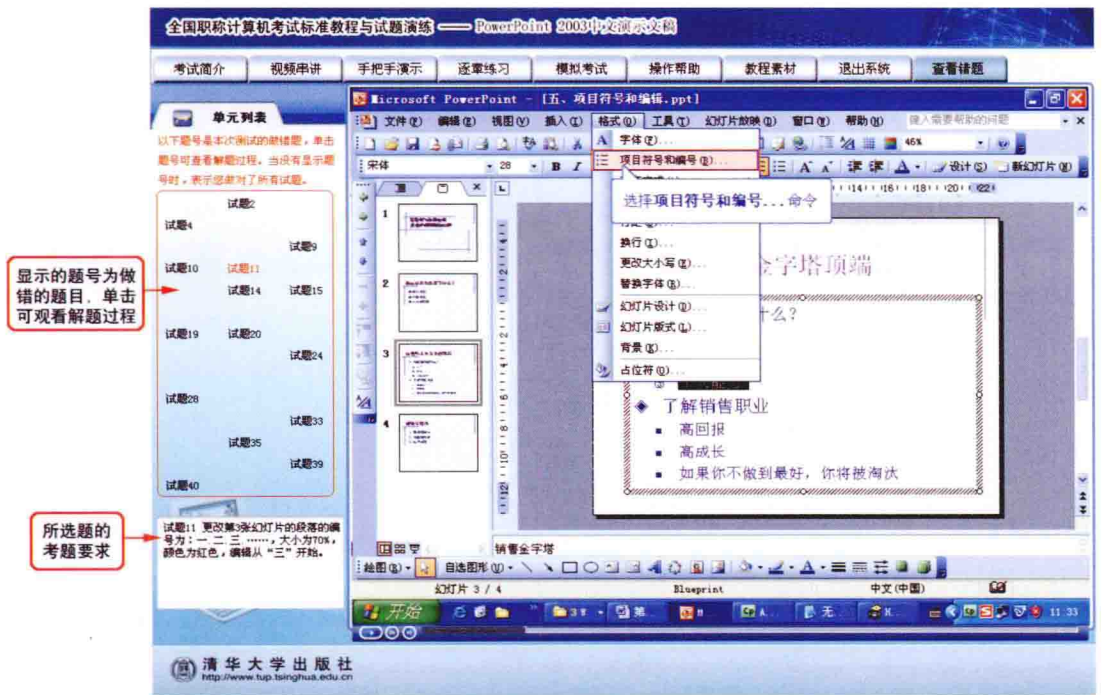 全国职称计算机考试标准教程与试题演练 —— PowerPoint 2003中文演示文稿
考试简介 视频串讲 手把手演示 逐章练习 模拟考试 操作帮助 教程素材 退出系统 查看错题
单元列表
以下题号是本次测试的做错题，单击
题号可查看解题过程。当没有显示题
号时，表示您做对了所有试题。
试题2
试题4
试题9
试题10 试题11
试题14 试题15
试题19 试题20
试题24
试题28
试题33
试题35
试题39
试题40
显示的题号为做
错的题目，单击
可观看解题过程
所选题的
考题要求
试题11 更改第3张幻灯片的段落的编
号为：一.二.三.……，大小为70%，
颜色为红色，编辑从“三”开始。
Microsoft PowerPoint - [五、项目符号和编辑.ppt]
文件(F) 编辑(E) 视图(V) 插入(I) 格式(O) 工具(T) 幻灯片放映(D) 窗口(W) 帮助(H) 键入需要帮助的问题
46%
宋体 28 B I 设计(S) 新幻灯片(N)
字体(F)...
项目符号和编号(B)...
选择项目符号和编号...命令
换行(K)...
更改大小写(E)...
替换字体(R)...
幻灯片设计(D)...
幻灯片版式(L)...
背景(K)...
占位符(O)...
1
2
3
4
金字塔顶端
什么？
了解销售职业
高回报
高成长
如果你不做到最好，你将被淘汰
销售金字塔
绘图(R) 自选图形(U)
幻灯片 3 / 4 Blueprint 中文(中国)
开始 11:33
清华大学出版社
http://www.tup.tsinghua.edu.cn